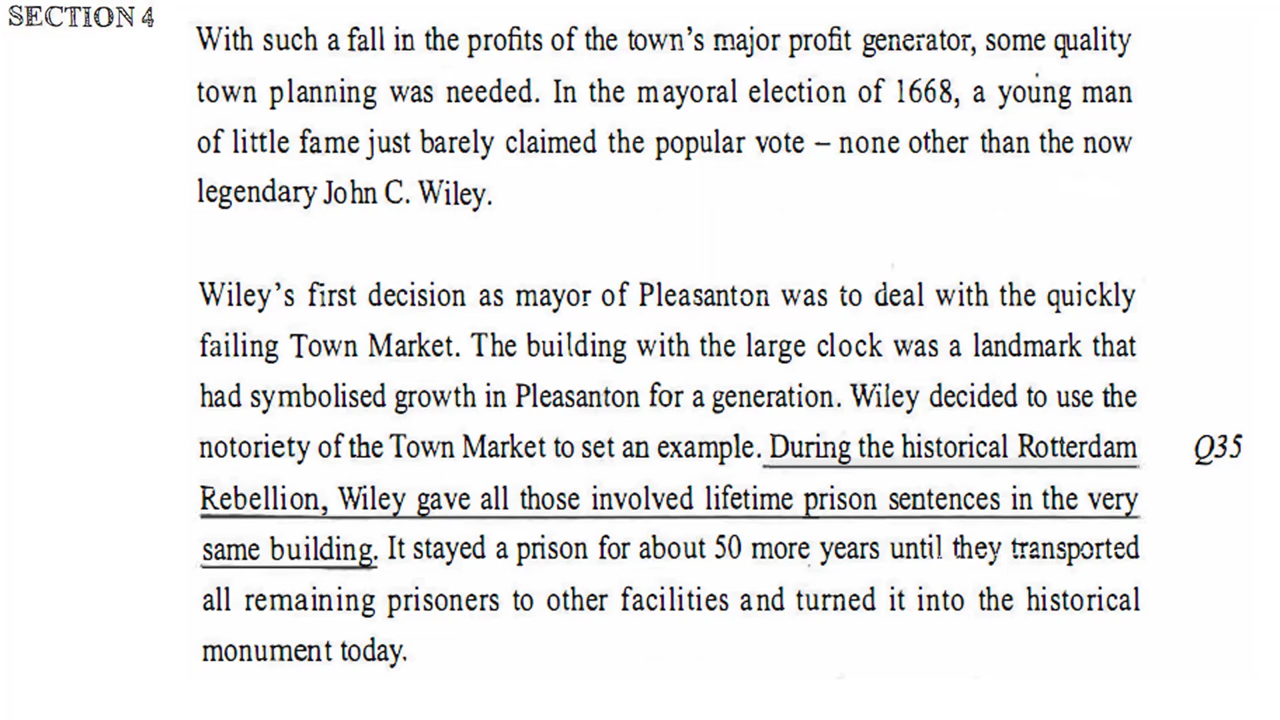 SECTION 4
With such a fall in the profits of the town's major profit generator, some quality
town planning was needed. In the mayoral election of 1668, a young man
of little fame just barely claimed the popular vote – none other than the now
legendary John C. Wiley.
Wiley's first decision as mayor of Pleasanton was to deal with the quickly
failing Town Market. The building with the large clock was a landmark that
had symbolised growth in Pleasanton for a generation. Wiley decided to use the
notoriety of the Town Market to set an example. During the historical Rotterdam Q35
Rebellion, Wiley gave all those involved lifetime prison sentences in the very
same building. It stayed a prison for about 50 more years until they transported
all remaining prisoners to other facilities and turned it into the historical
monument today.